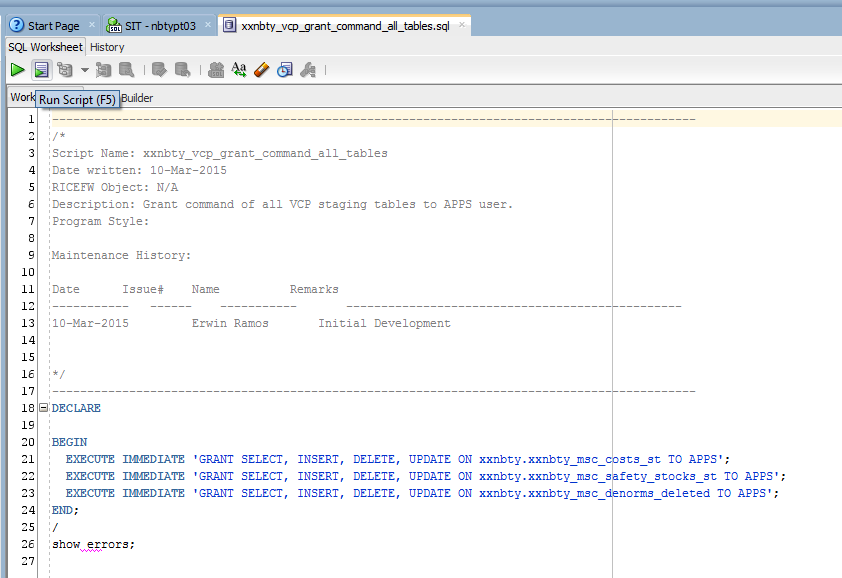 Start Page SIT - nbtypt03 xxnbty_vcp_grant_command_all_tables.sql
SQL Worksheet History
Work Run Script (F5) Builder
1 --------------------------------------------------------------------------------------------
2 /*
3 Script Name: xxnbty_vcp_grant_command_all_tables
4 Date written: 10-Mar-2015
5 RICEFW Object: N/A
6 Description: Grant command of all VCP staging tables to APPS user.
7 Program Style:
8
9 Maintenance History:
10
11 Date Issue# Name Remarks
12 ----------- ------ ----------- ------------------------------------------------
13 10-Mar-2015 Erwin Ramos Initial Development
14
15
16 */
17 --------------------------------------------------------------------------------------------
18 DECLARE
19
20 BEGIN
21 EXECUTE IMMEDIATE 'GRANT SELECT, INSERT, DELETE, UPDATE ON xxnbty.xxnbty_msc_costs_st TO APPS';
22 EXECUTE IMMEDIATE 'GRANT SELECT, INSERT, DELETE, UPDATE ON xxnbty.xxnbty_msc_safety_stocks_st TO APPS';
23 EXECUTE IMMEDIATE 'GRANT SELECT, INSERT, DELETE, UPDATE ON xxnbty.xxnbty_msc_denorms_deleted TO APPS';
24 END;
25 /
26 show errors;
27